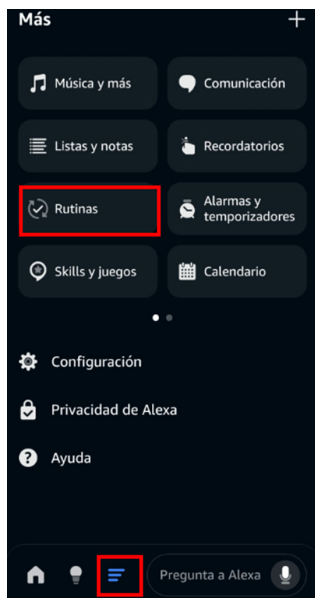 Más
Música y más
Comunicación
Listas y notas
Recordatorios
Rutinas
Alarmas y
temporizadores
Skills y juegos
Calendario
Configuración
Privacidad de Alexa
Ayuda
Pregunta a Alexa